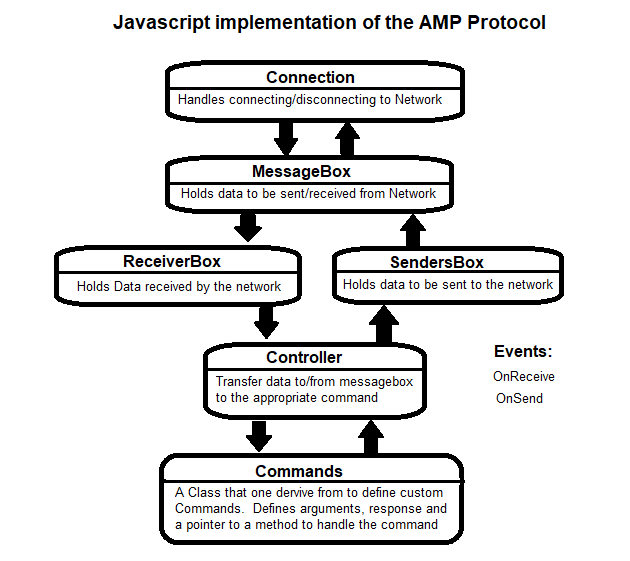 Javascript implementation of the AMP Protocol
Connection
Handles connecting/disconnecting to Network
MessageBox
Holds data to be sent/received from Network
ReceiverBox
Holds Data received by the network
SendersBox
Holds data to be sent to the network
Controller
Transfer data to/from messagebox
to the appropriate command
Events:
OnReceive
OnSend
Commands
A Class that one dervive from to define custom
Commands.  Defines arguments, response and
a pointer to a method to handle the command